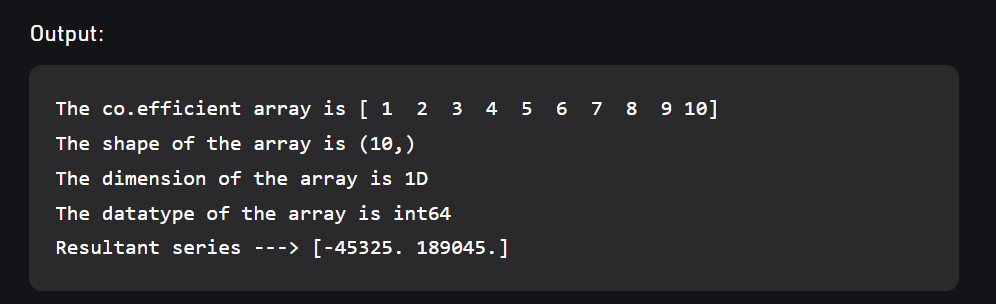 Output:
The co.efficient array is [ 1  2  3  4  5  6  7  8  9 10]
The shape of the array is (10,)
The dimension of the array is 1D
The datatype of the array is int64
Resultant series ---> [-45325. 189045.]